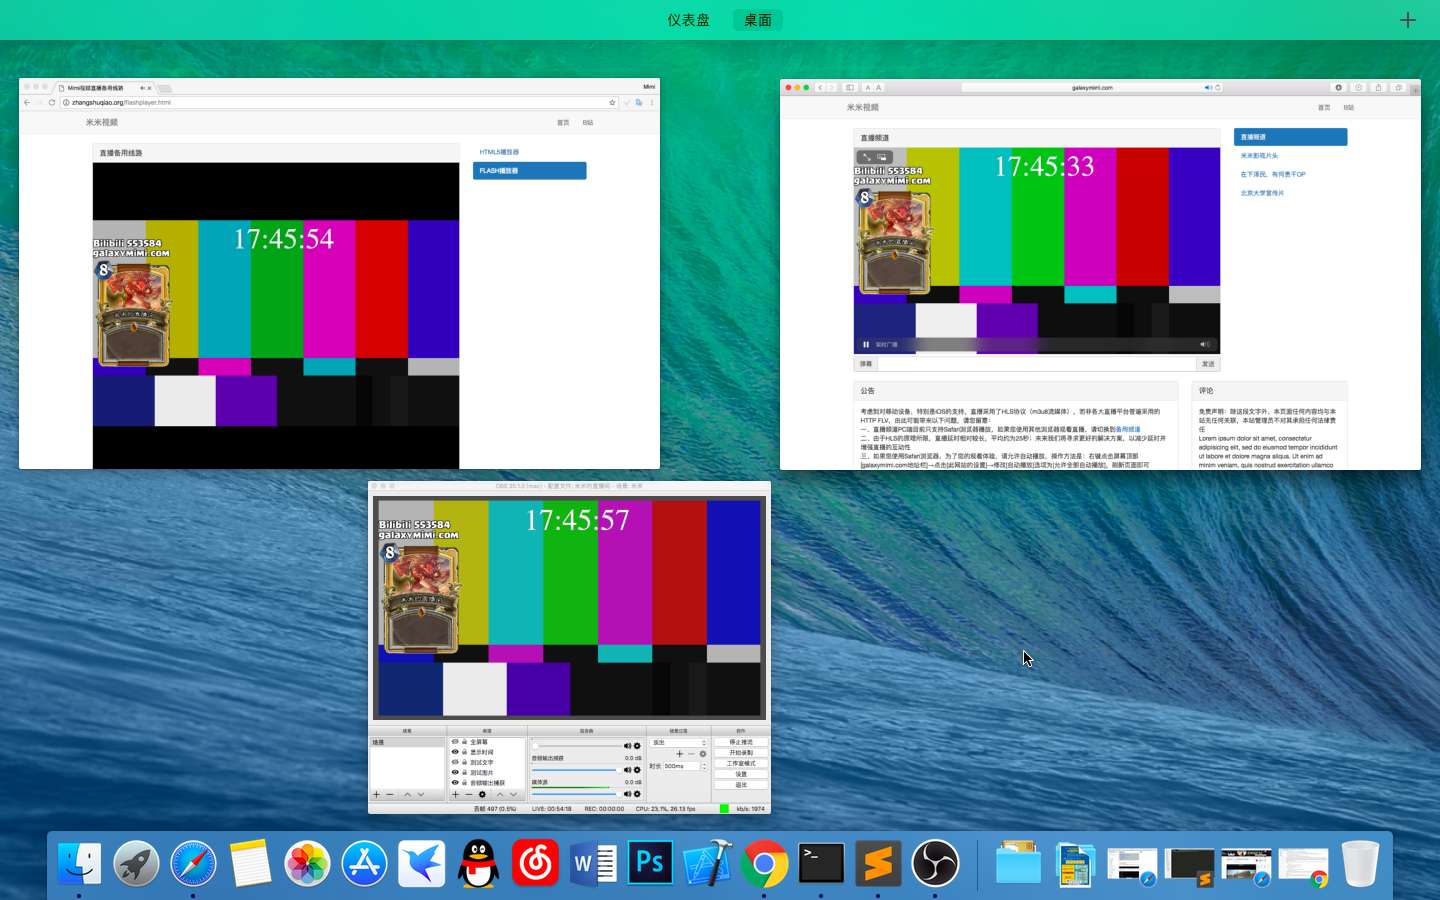 仪表盘 桌面
Mimi视频直播备用线路
Mimi
zhangshuqiao.org/flashplayer.html
米米视频
首页 B站
直播备用线路
HTML5播放器
FLASH播放器
17:45:54
Bilibili 553584
galaxymimi.com
8
galaxymimi.com
米米视频
首页 B站
直播频道
17:45:33
Bilibili 553584
galaxymimi.com
8
实时广播
弹幕
发送
直播频道
米米影视片头
在下泽民，有何贵干OP
北京大学宣传片
公告
考虑到对移动设备，特别是iOS的支持，直播采用了HLS协议（m3u8流媒体），而非各大直播平台普遍采用的
HTTP FLV，由此可能带来以下问题，请您留意：
一、直播频道PC端目前只支持Safari浏览器播放，如果您使用其他浏览器观看直播，请切换到备用频道
二、由于HLS的原理所限，直播延时相对较长，平均约为25秒；未来我们将寻求更好的解决方案，以减少延时并
增强直播的互动性
三、如果您使用Safari浏览器，为了您的观看体验，请允许自动播放，操作方法是：右键点击屏幕顶部
[galaxymimi.com地址栏]→点击[此网站的设置]→修改[自动播放]选项为[允许全部自动播放]，刷新页面即可
评论
免责声明：除这段文字外，本页面任何内容均与本
站无任何关联，本站管理员不对其承担任何法律责
任
Lorem ipsum dolor sit amet, consectetur
adipisicing elit, sed do eiusmod tempor incididunt
ut labore et dolore magna aliqua. Ut enim ad
minim veniam, quis nostrud exercitation ullamco
OBS 20.1.0 (mac) - 配置文件: 米米的直播间 - 场景: 米米
17:45:57
Bilibili 553584
galaxymimi.com
8
场景 来源 混音器 场景过渡 控件
场景
全屏幕
显示时间
测试文字
测试图片
音频输出捕获
音频输出捕获 0.0 dB
媒体源 0.0 dB
淡出
时长 500ms
停止推流
开始录制
工作室模式
设置
退出
丢帧 497 (0.5%) LIVE: 00:54:18 REC: 00:00:00 CPU: 23.1%, 26.13 fps kb/s: 1974
W
Ps